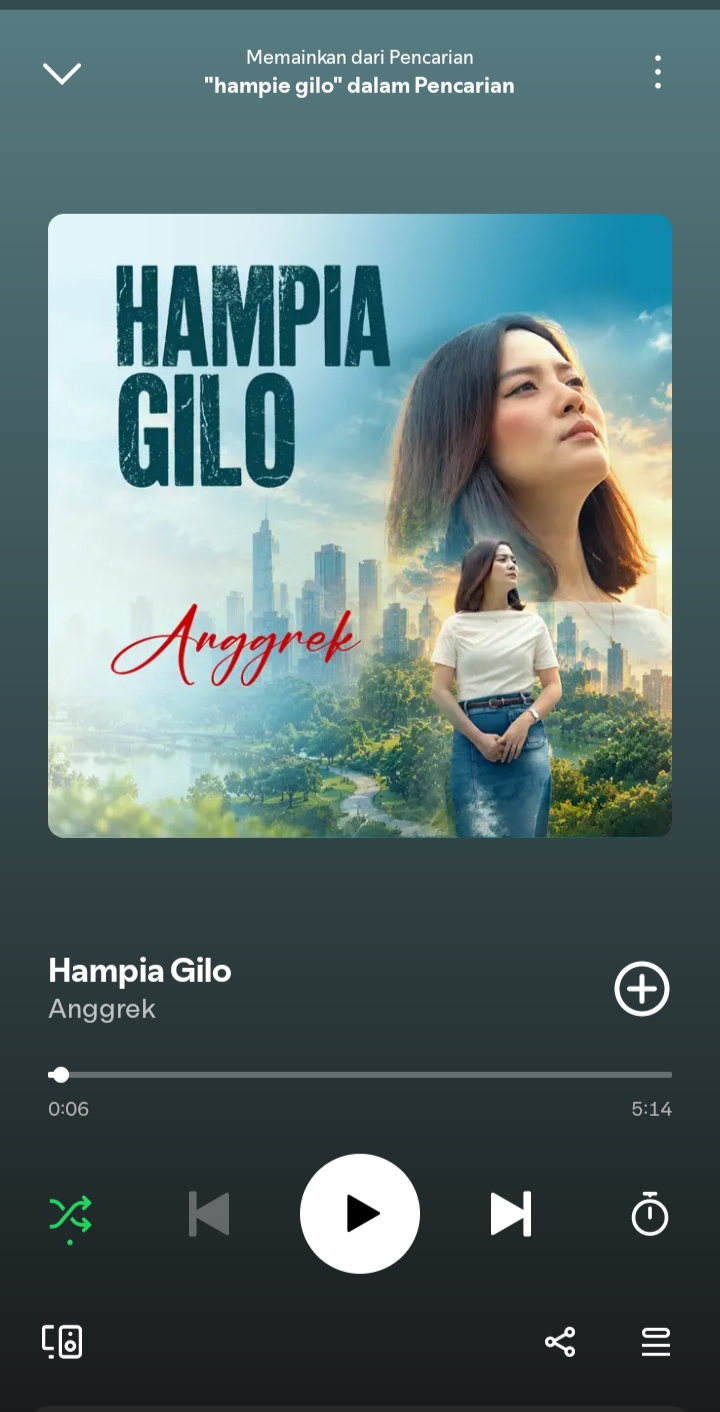 Memainkan dari Pencarian
"hampie gilo" dalam Pencarian
HAMPIA
GILO
Anggrek
Hampia Gilo
Anggrek
0:06
5:14